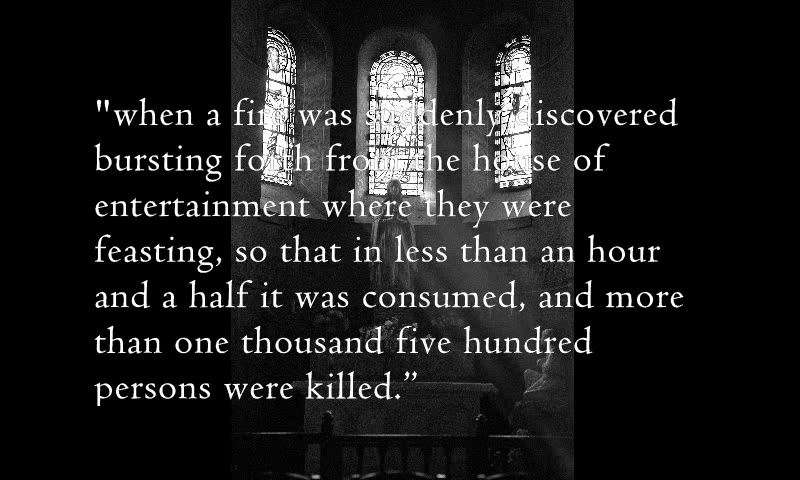 "when a fire was suddenly discovered
bursting forth from the house of
entertainment where they were
feasting, so that in less than an hour
and a half it was consumed, and more
than one thousand five hundred
persons were killed.”